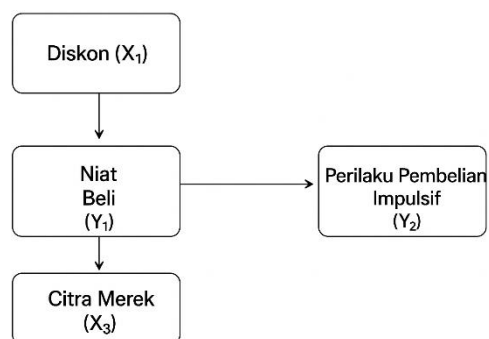 Diskon (X₁)
Niat
Beli
(Y₁)
Perilaku Pembelian
Impulsif
(Y₂)
Citra Merek
(X₃)